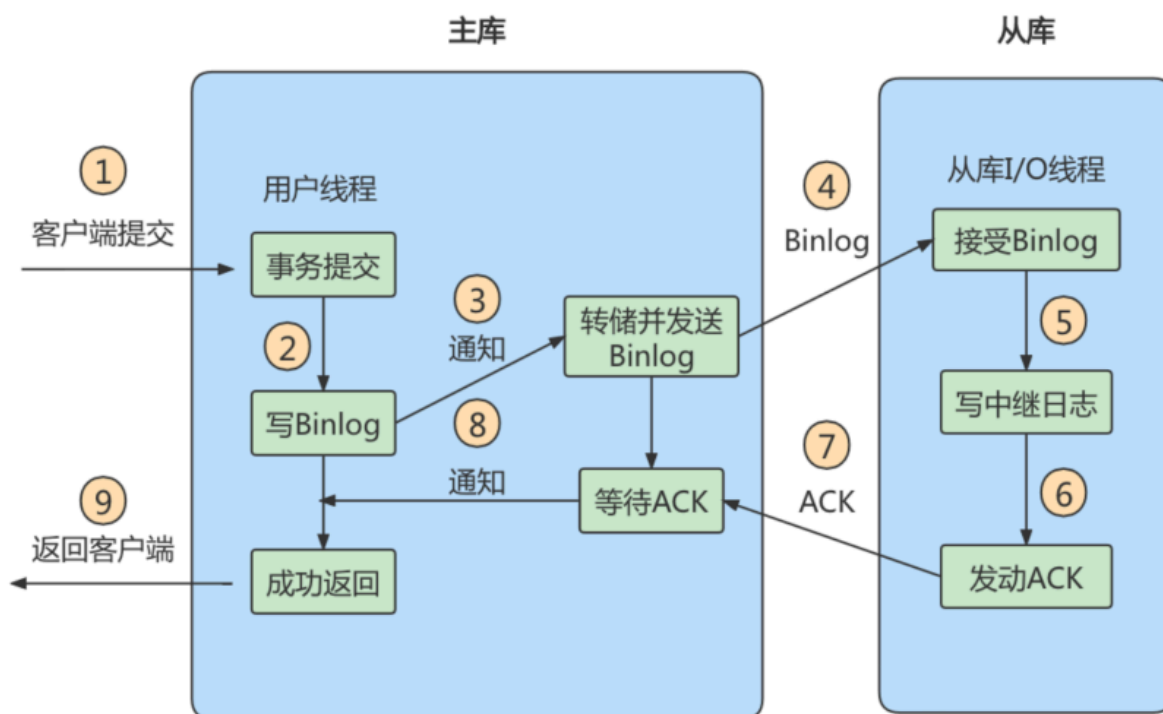 主库
从库
1
客户端提交
用户线程
事务提交
2
写Binlog
3
通知
转储并发送
Binlog
4
Binlog
从库I/O线程
接受Binlog
5
写中继日志
6
发动ACK
7
ACK
等待ACK
8
通知
成功返回
9
返回客户端